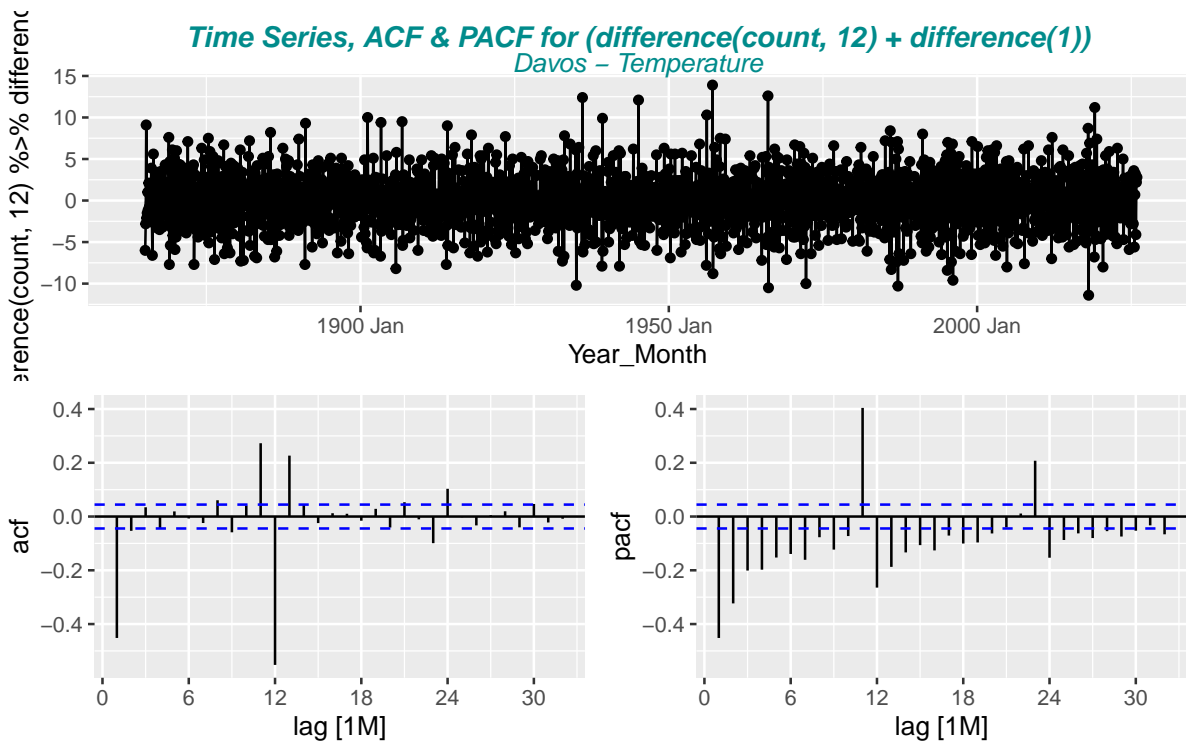 Time Series, ACF & PACF for (difference(count, 12) + difference(1))
Davos − Temperature
erence(count, 12) %>% differenc
15
10
5
0
−5
−10
1900 Jan
1950 Jan
2000 Jan
Year_Month
acf
0.4
0.2
0.0
−0.2
−0.4
0
6
12
18
24
30
lag [1M]
pacf
0.4
0.2
0.0
−0.2
−0.4
0
6
12
18
24
30
lag [1M]